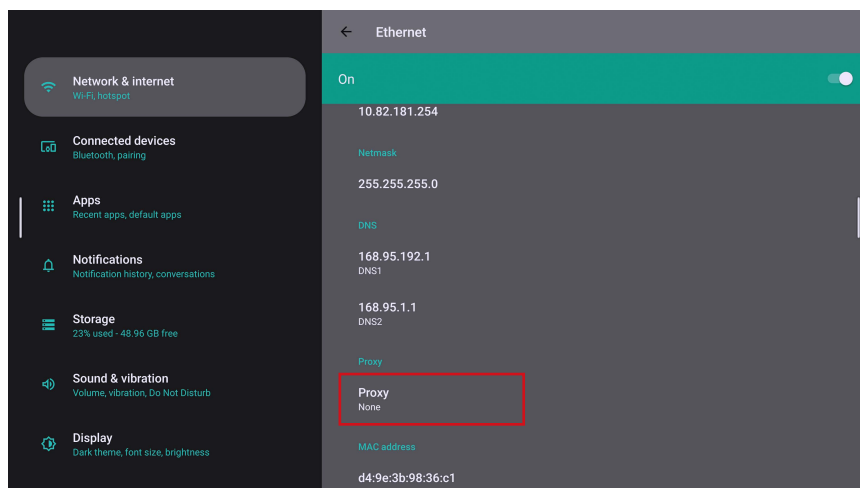 Network & internet
Wi-Fi, hotspot
Connected devices
Bluetooth, pairing
Apps
Recent apps, default apps
Notifications
Notification history, conversations
Storage
23% used - 48.96 GB free
Sound & vibration
Volume, vibration, Do Not Disturb
Display
Dark theme, font size, brightness
Ethernet
On
10.82.181.254
Netmask
255.255.255.0
DNS
168.95.192.1
DNS1
168.95.1.1
DNS2
Proxy
Proxy
None
MAC address
d4:9e:3b:98:36:c1